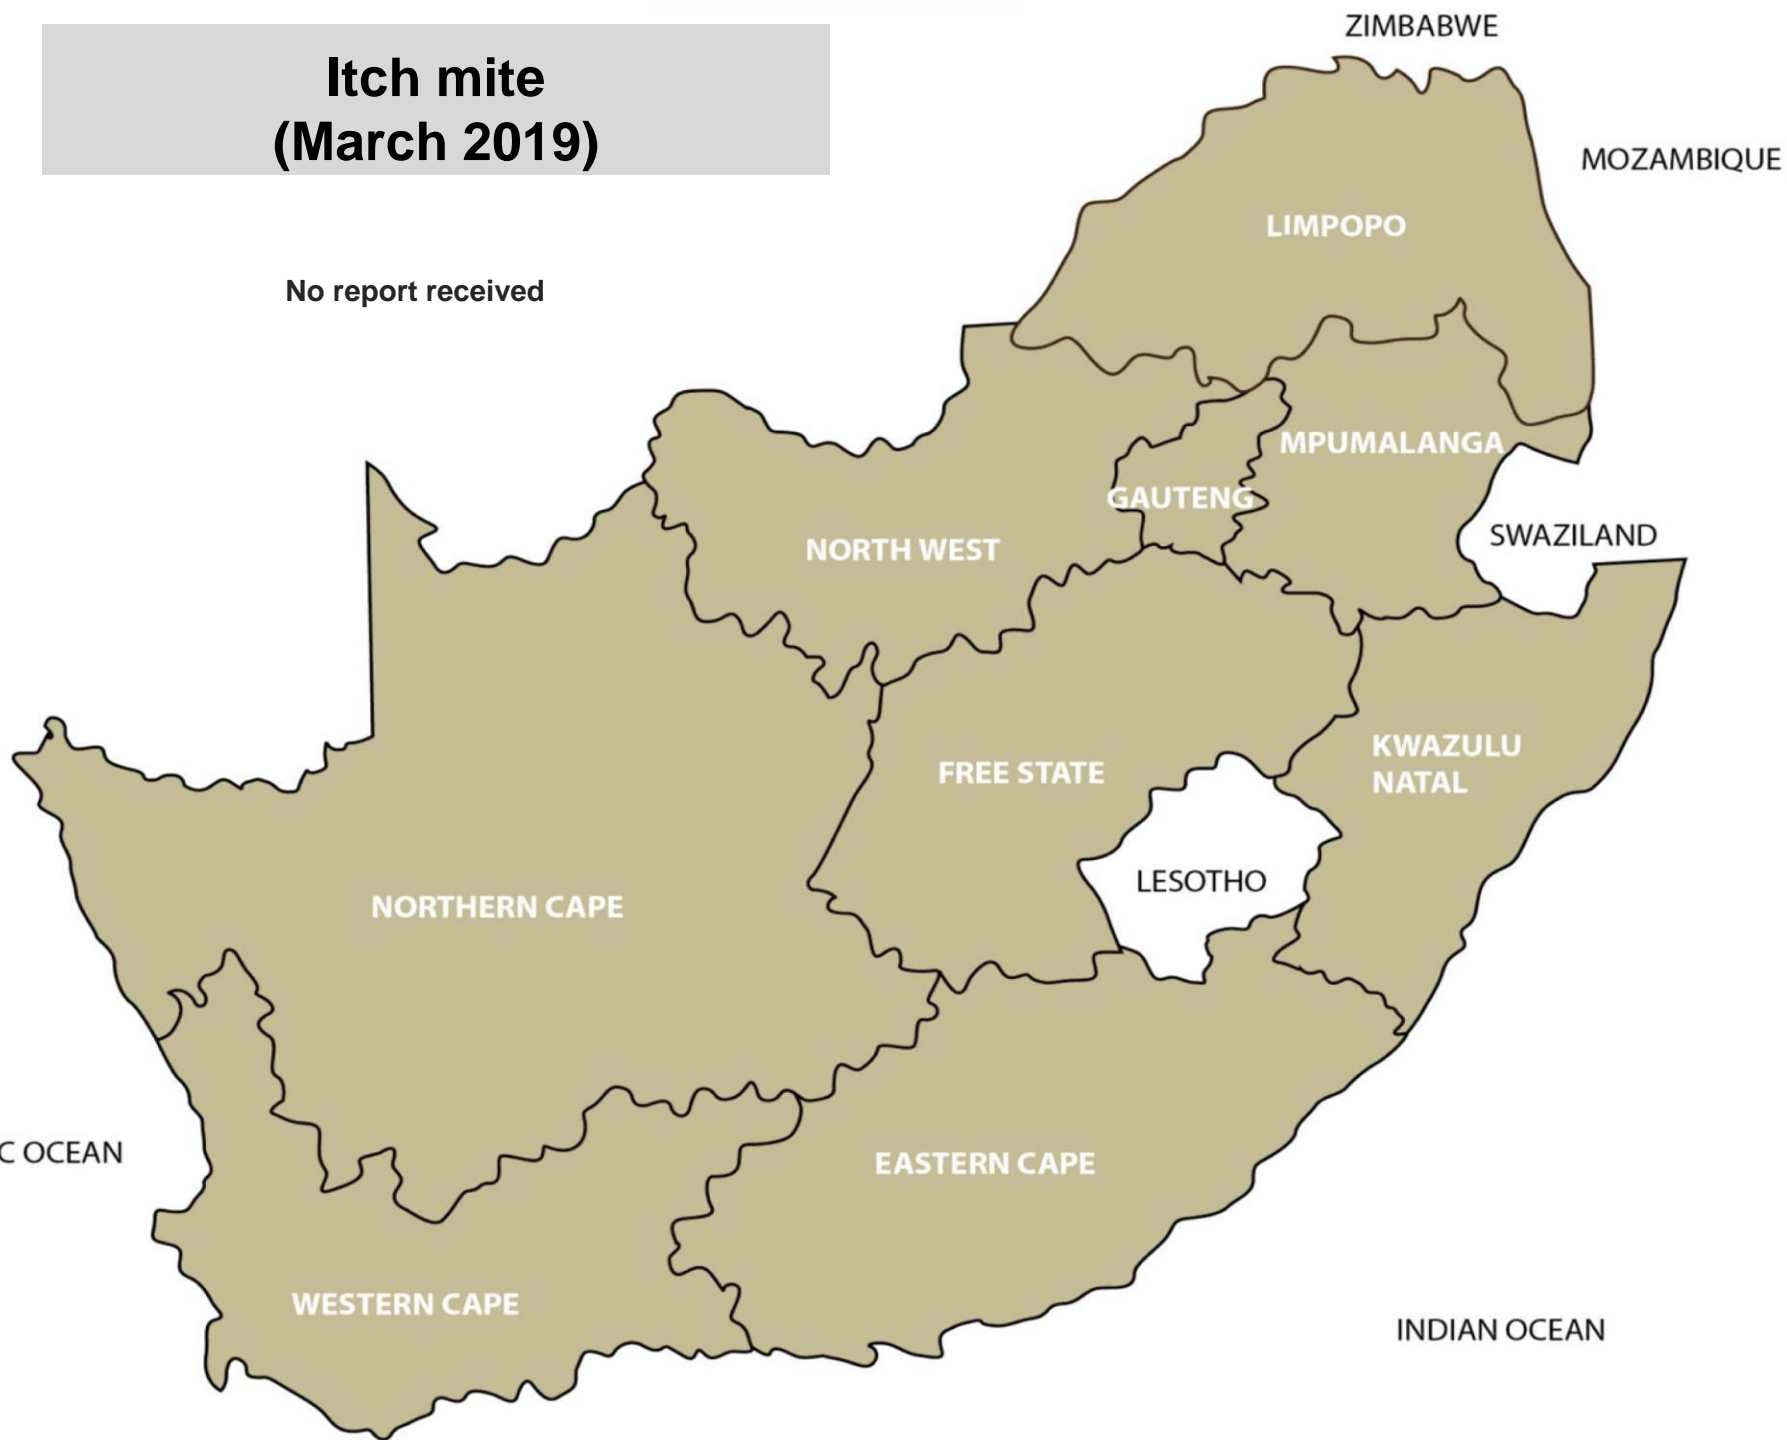 Itch mite
(March 2019)
No report received
ZIMBABWE
MOZAMBIQUE
LIMPOPO
MPUMALANGA
GAUTENG
SWAZILAND
NORTH WEST
KWAZULU
NATAL
FREE STATE
LESOTHO
NORTHERN CAPE
C OCEAN
EASTERN CAPE
WESTERN CAPE
INDIAN OCEAN